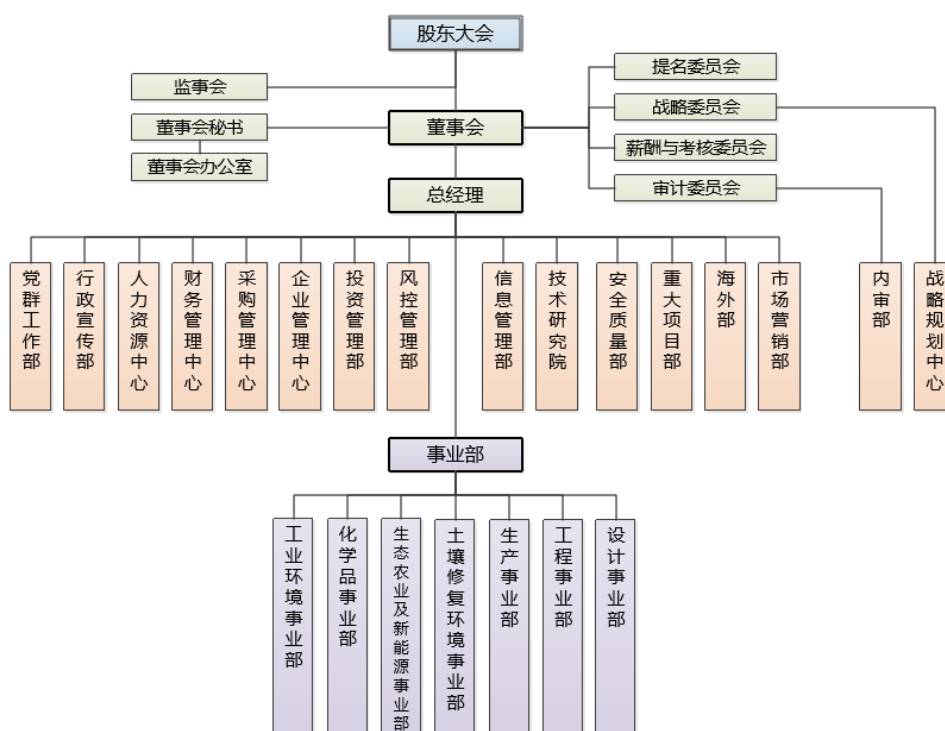 股东大会
监事会
提名委员会
董事会秘书
董事会
战略委员会
董事会办公室
薪酬与考核委员会
总经理
审计委员会
党群工作部
行政宣传部
人力资源中心
财务管理中心
采购管理中心
企业管理中心
投资管理部
风控管理部
信息管理部
技术研究院
安全质量部
重大项目部
海外部
市场营销部
内审部
战略规划中心
事业部
工业环境事业部
化学品事业部
生态农业及新能源事业部
土壤修复环境事业部
生产事业部
工程事业部
设计事业部